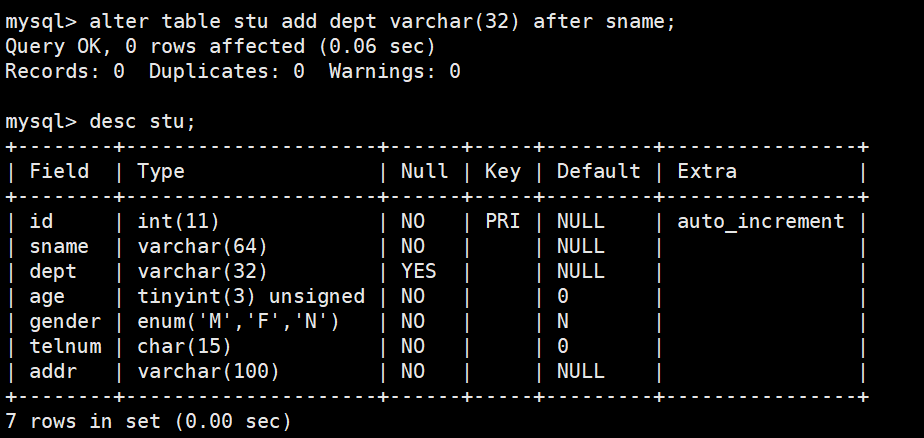 mysql> alter table stu add dept varchar(32) after sname;
Query OK, 0 rows affected (0.06 sec)
Records: 0  Duplicates: 0  Warnings: 0

mysql> desc stu;
+--------+---------------------+------+-----+---------+----------------+
| Field  | Type                | Null | Key | Default | Extra          |
+--------+---------------------+------+-----+---------+----------------+
| id     | int(11)             | NO   | PRI | NULL    | auto_increment |
| sname  | varchar(64)         | NO   |     | NULL    |                |
| dept   | varchar(32)         | YES  |     | NULL    |                |
| age    | tinyint(3) unsigned | NO   |     | 0       |                |
| gender | enum('M','F','N')   | NO   |     | N       |                |
| telnum | char(15)            | NO   |     | 0       |                |
| addr   | varchar(100)        | NO   |     | NULL    |                |
+--------+---------------------+------+-----+---------+----------------+
7 rows in set (0.00 sec)